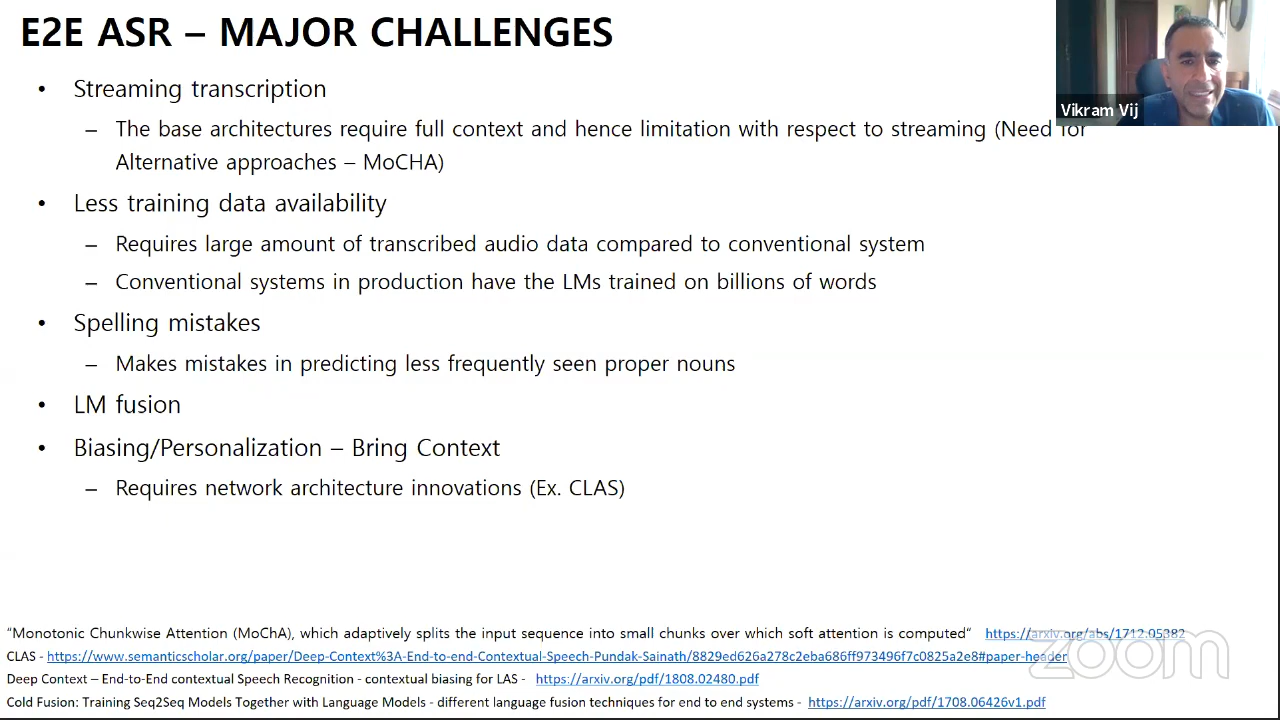 E2E ASR – MAJOR CHALLENGES
Vikram Vij
• Streaming transcription
– The base architectures require full context and hence limitation with respect to streaming (Need for
Alternative approaches – MoCHA)
• Less training data availability
– Requires large amount of transcribed audio data compared to conventional system
– Conventional systems in production have the LMs trained on billions of words
• Spelling mistakes
– Makes mistakes in predicting less frequently seen proper nouns
• LM fusion
• Biasing/Personalization – Bring Context
– Requires network architecture innovations (Ex. CLAS)
“Monotonic Chunkwise Attention (MoChA), which adaptively splits the input sequence into small chunks over which soft attention is computed“ https://arxiv.org/abs/1712.05382
CLAS - https://www.semanticscholar.org/paper/Deep-Context%3A-End-to-end-Contextual-Speech-Pundak-Sainath/8829ed626a278c2eba686ff973496f7c0825a2e8#paper-header
Deep Context – End-to-End contextual Speech Recognition - contextual biasing for LAS - https://arxiv.org/pdf/1808.02480.pdf
Cold Fusion: Training Seq2Seq Models Together with Language Models - different language fusion techniques for end to end systems - https://arxiv.org/pdf/1708.06426v1.pdf
zoom